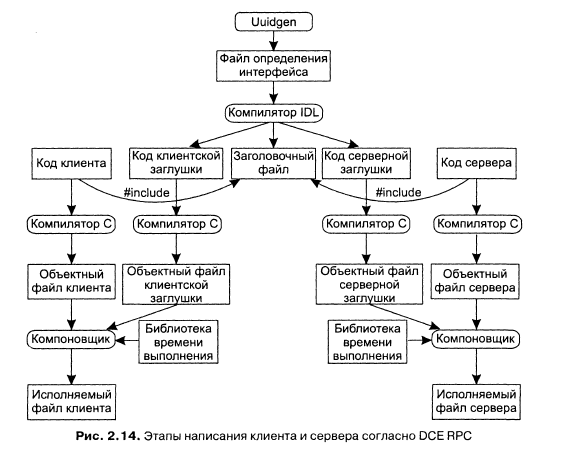 Uuidgen
Файл определения
интерфейса
Компилятор IDL
Код клиента
Код клиентской
заглушки
Заголовочный
файл
Код серверной
заглушки
Код сервера
#include
#include
Компилятор С
Компилятор С
Компилятор С
Компилятор С
Объектный
файл клиента
Объектный файл
клиентской
заглушки
Объектный файл
серверной
заглушки
Объектный
файл сервера
Компоновщик
Библиотека
времени
выполнения
Библиотека
времени
выполнения
Компоновщик
Исполняемый
файл клиента
Исполняемый
файл сервера
Рис. 2.14. Этапы написания клиента и сервера согласно DCE RPC